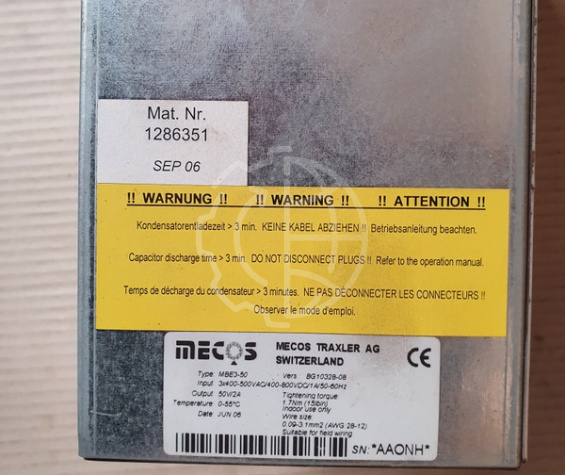 Mat. Nr.
1286351
SEP 06
!! WARNUNG !! !! WARNING !! !! ATTENTION !!
Kondensatorentladezeit > 3 min. KEINE KABEL ABZIEHEN !! Betriebsanleitung beachten.
Capacitor discharge time > 3 min. DO NOT DISCONNECT PLUGS !! Refer to the operation manual.
Temps de décharge du condensateur > 3 minutes. NE PAS DÉCONNECTER LES CONNECTEURS !!
Observer le mode d'emploi.
MECOS MECOS TRAXLER AG
SWITZERLAND
CE
Type: MBE3-50 Vers. BG10328-08
Input: 3x400-500VAC/400-800VDC/1A/50-60Hz
Output: 50V/2A Tightening torque
Temperature: 0-55°C 1.7Nm (15lbin)
Indoor use only
Date: JUN 06 Wire size:
0.09-3.1mm2 (AWG 28-12)
Suitable for field wiring
SN: *AAONH*